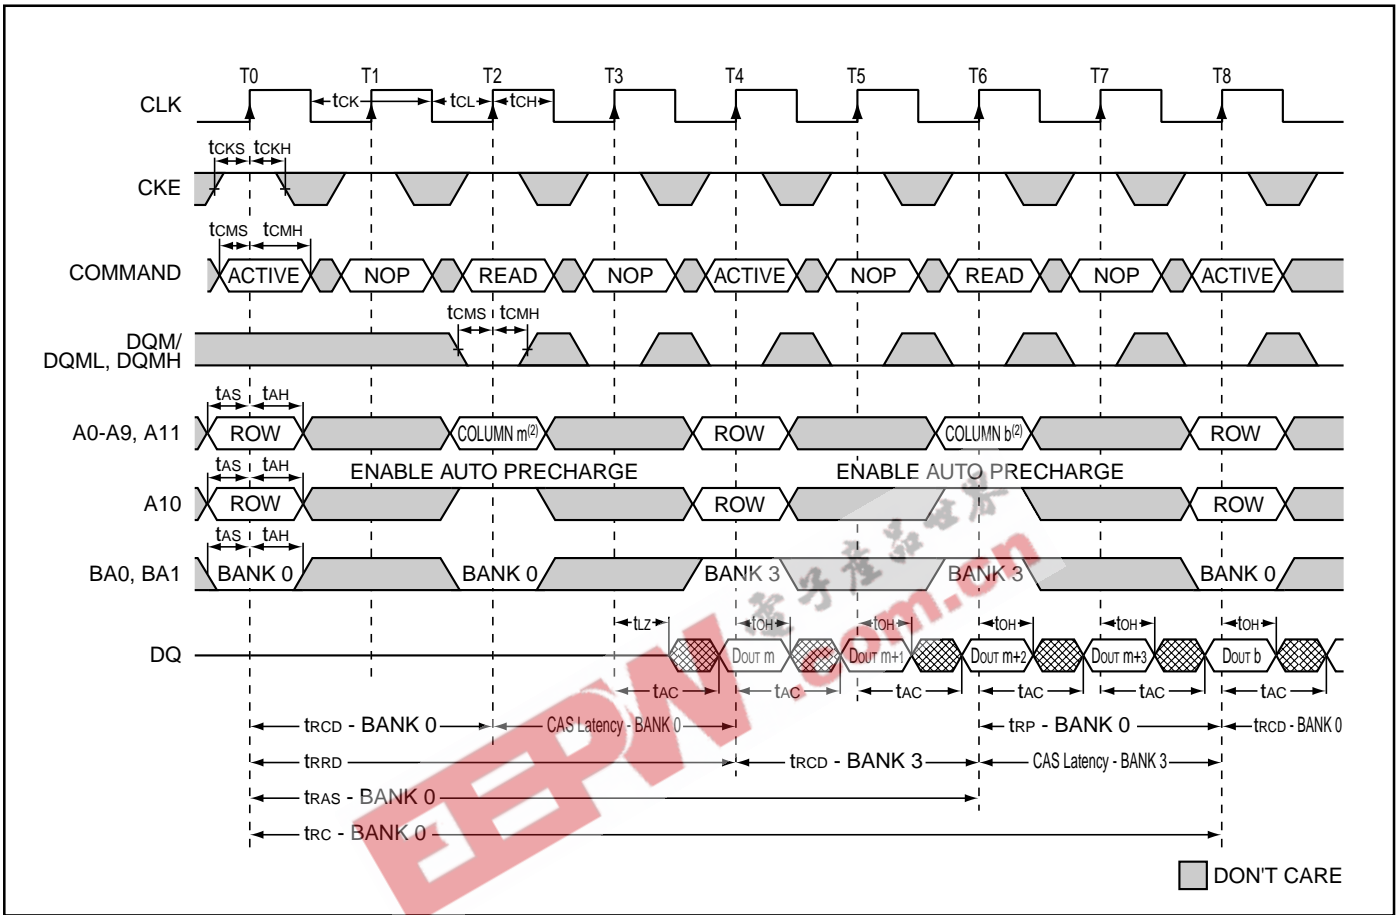 T0 T1 T2 T3 T4 T5 T6 T7 T8
CLK tCK tCL tCH
tCKS tCKH
CKE
tCMS tCMH
COMMAND ACTIVE NOP READ NOP ACTIVE NOP READ NOP ACTIVE
tCMS tCMH
DQM/
DQML, DQMH
tAS tAH
A0-A9, A11 ROW COLUMN m(2) ROW COLUMN b(2) ROW
tAS tAH ENABLE AUTO PRECHARGE ENABLE AUTO PRECHARGE
A10 ROW ROW ROW
tAS tAH
BA0, BA1 BANK 0 BANK 0 BANK 3 BANK 3 BANK 0
tLZ tOH tOH tOH tOH tOH
DQ DOUT m DOUT m+1 DOUT m+2 DOUT m+3 DOUT b
tAC tAC tAC tAC tAC tAC
tRCD - BANK 0 CAS Latency - BANK 0 tRP - BANK 0 tRCD - BANK 0
tRRD tRCD - BANK 3 CAS Latency - BANK 3
tRAS - BANK 0
tRC - BANK 0
DON'T CARE
EEPW.com.cn
電子產品世界